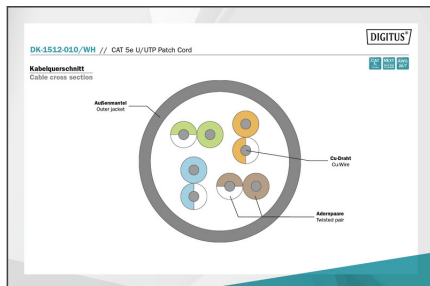 DIGITUS®
DK-1512-010/WH // CAT 5e U/UTP Patch Cord
Kabelquerschnitt
Cable cross section
Außenmantel
Outer jacket
Cu-Draht
Cu-Wire
Adernpaare
Twisted pair